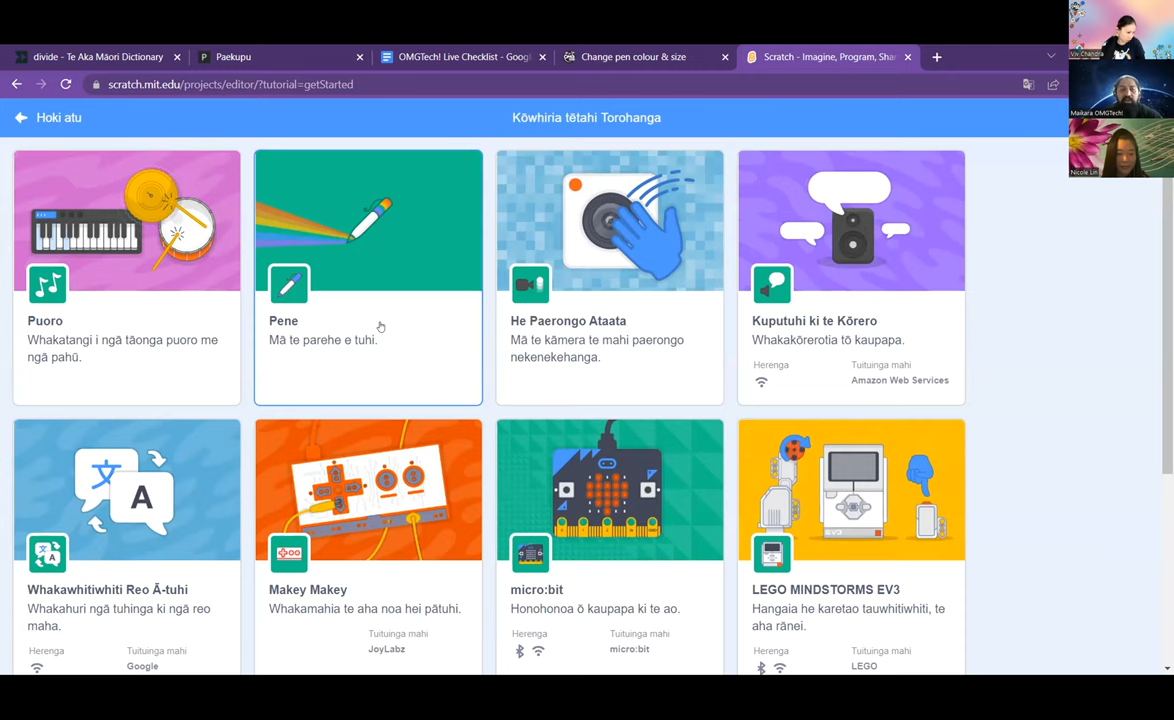 divide - Te Aka Māori Dictionary
Paekupu
OMGTech! Live Checklist - Goog
Change pen colour & size
Scratch - Imagine, Program, Shar
scratch.mit.edu/projects/editor/?tutorial=getStarted
Viv Chandra
Maikara OMGTech!
Nicole Lin
Hoki atu
Kōwhiria tētahi Torohanga
Puoro
Whakatangi i ngā tāonga puoro me
ngā pahū.
Pene
Mā te parehe e tuhi.
He Paerongo Ataata
Mā te kāmera te mahi paerongo
nekenekehanga.
Kuputuhi ki te Kōrero
Whakakōrerotia tō kaupapa.
Herenga
Tuituinga mahi
Amazon Web Services
文 A
Whakawhitiwhiti Reo Ā-tuhi
Whakahuri ngā tuhinga ki ngā reo
maha.
Herenga
Tuituinga mahi
Google
Makey Makey
Whakamahia te aha noa hei pātuhi.
Tuituinga mahi
JoyLabz
micro:bit
Honohonoa ō kaupapa ki te ao.
Herenga
Tuituinga mahi
micro:bit
EV3
LEGO MINDSTORMS EV3
Hangaia he karetao tauwhitiwhiti, te
aha rānei.
Herenga
Tuituinga mahi
LEGO